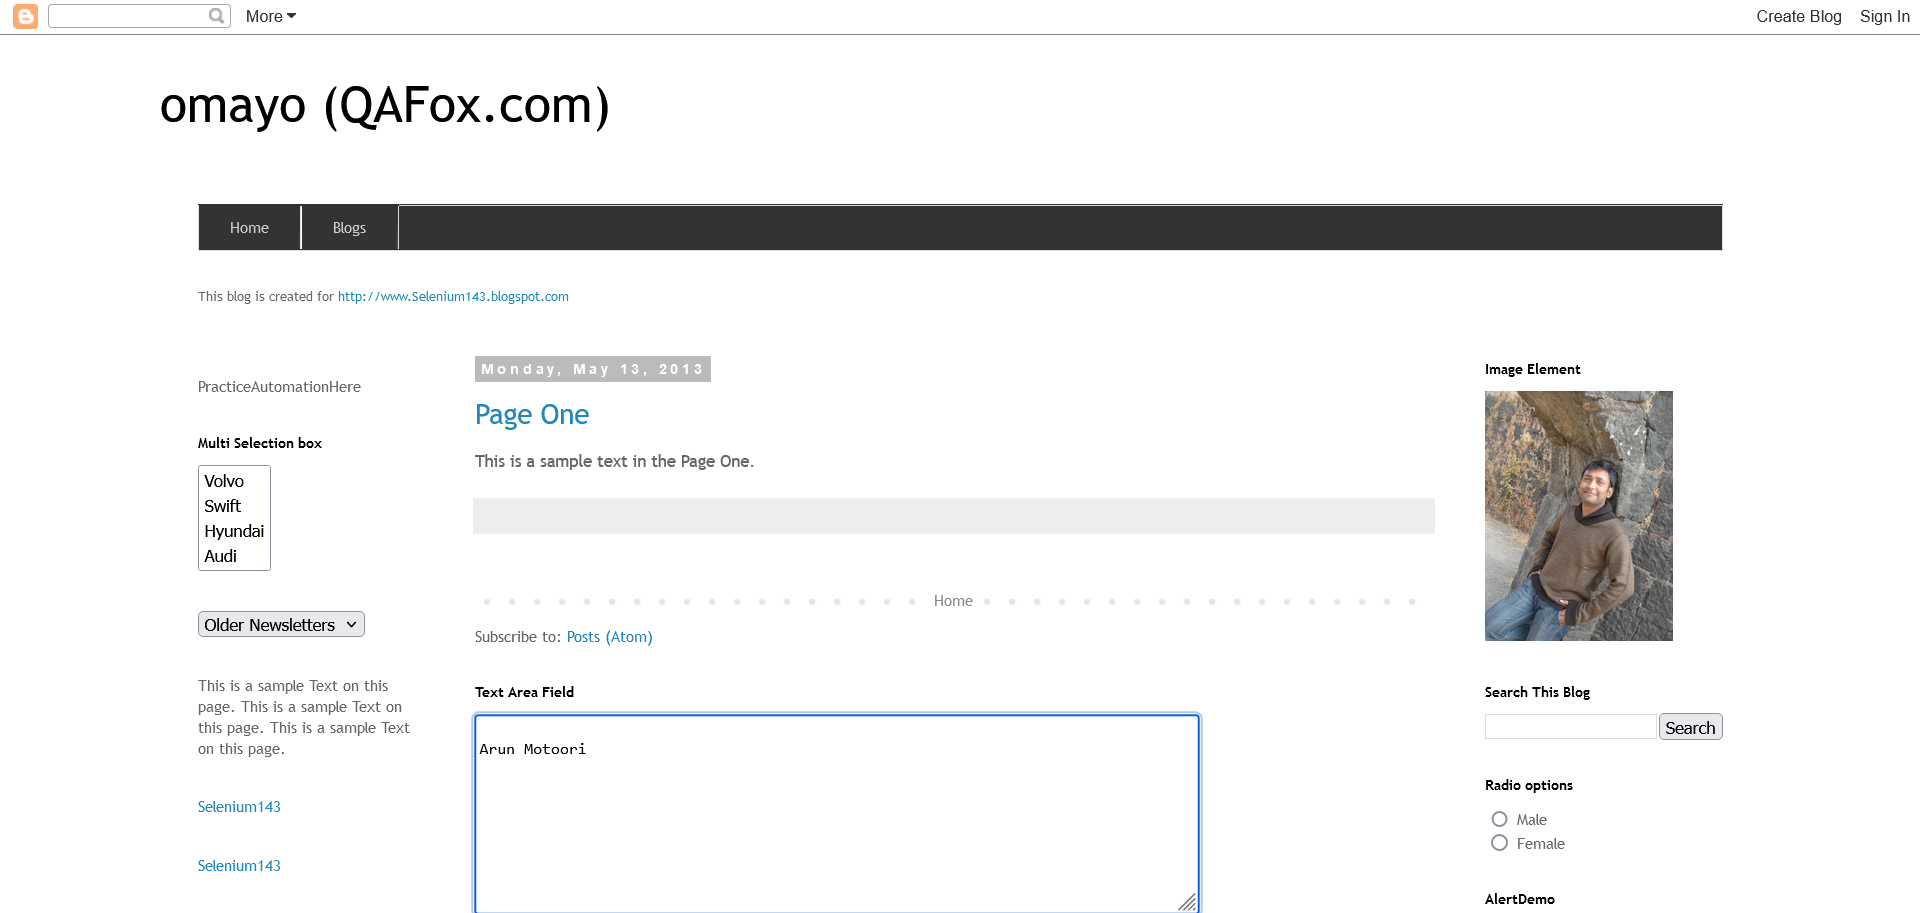 More
Create Blog
Sign In
omayo (QAFox.com)
Home
Blogs
This blog is created for http://www.Selenium143.blogspot.com
PracticeAutomationHere
Multi Selection box
Volvo
Swift
Hyundai
Audi
Older Newsletters
This is a sample Text on this
page. This is a sample Text on
this page. This is a sample Text
on this page.
Selenium143
Selenium143
Monday, May 13, 2013
Page One
This is a sample text in the Page One.
Home
Subscribe to: Posts (Atom)
Text Area Field
Arun Motoori
Image Element
Search This Blog
Search
Radio options
Male
Female
AlertDemo